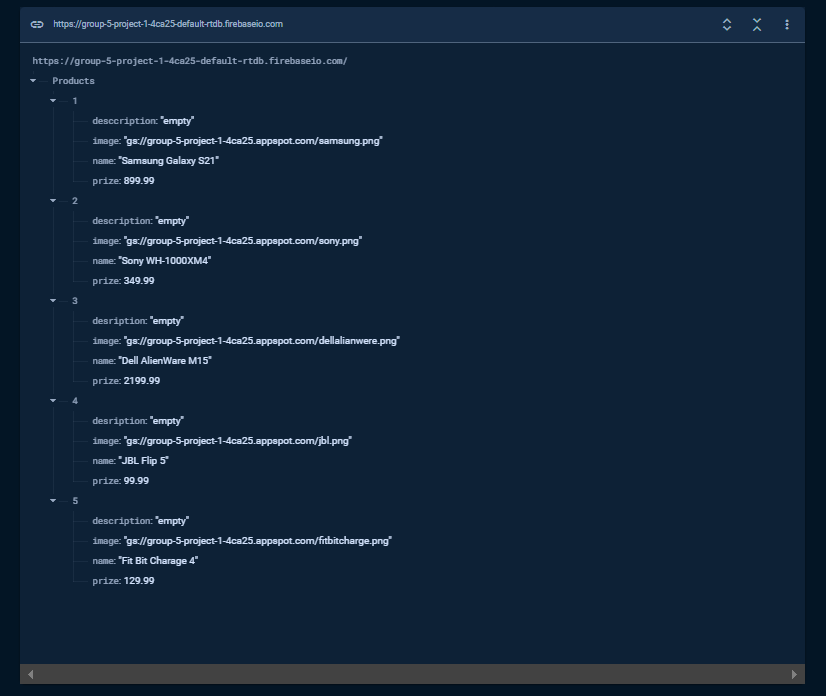 https://group-5-project-1-4ca25-default-rtdb.firebaseio.com
https://group-5-project-1-4ca25-default-rtdb.firebaseio.com/
Products
1
desccription: "empty"
image: "gs://group-5-project-1-4ca25.appspot.com/samsung.png"
name: "Samsung Galaxy S21"
prize: 899.99
2
description: "empty"
image: "gs://group-5-project-1-4ca25.appspot.com/sony.png"
name: "Sony WH-1000XM4"
prize: 349.99
3
desription: "empty"
image: "gs://group-5-project-1-4ca25.appspot.com/dellalianwere.png"
name: "Dell AlienWare M15"
prize: 2199.99
4
desription: "empty"
image: "gs://group-5-project-1-4ca25.appspot.com/jbl.png"
name: "JBL Flip 5"
prize: 99.99
5
description: "empty"
image: "gs://group-5-project-1-4ca25.appspot.com/fitbitcharge.png"
name: "Fit Bit Charage 4"
prize: 129.99